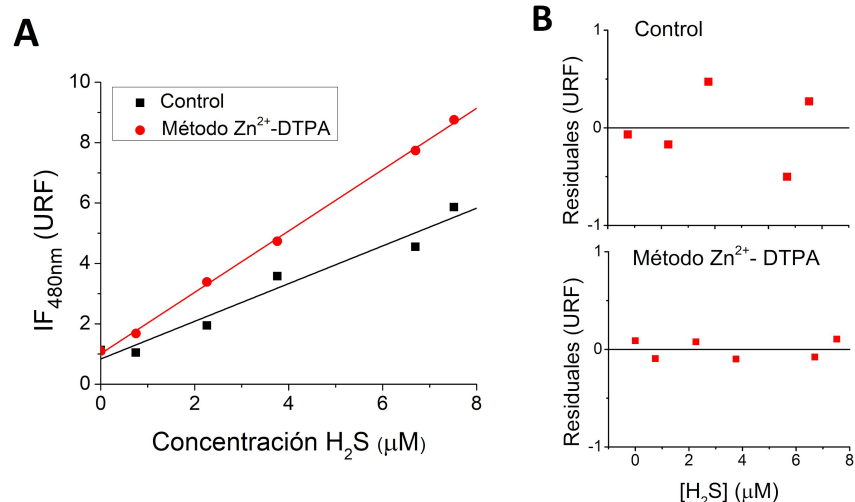 A
10
8
6
4
2
0
IF480nm (URF)
Control
Método Zn²⁺-DTPA
0 2 4 6 8
Concentración H₂S (μM)
B
1
0
-1
Residuales (URF)
Control
1
0
-1
Residuales (URF)
Método Zn²⁺- DTPA
0 2 4 6 8
[H₂S] (μM)